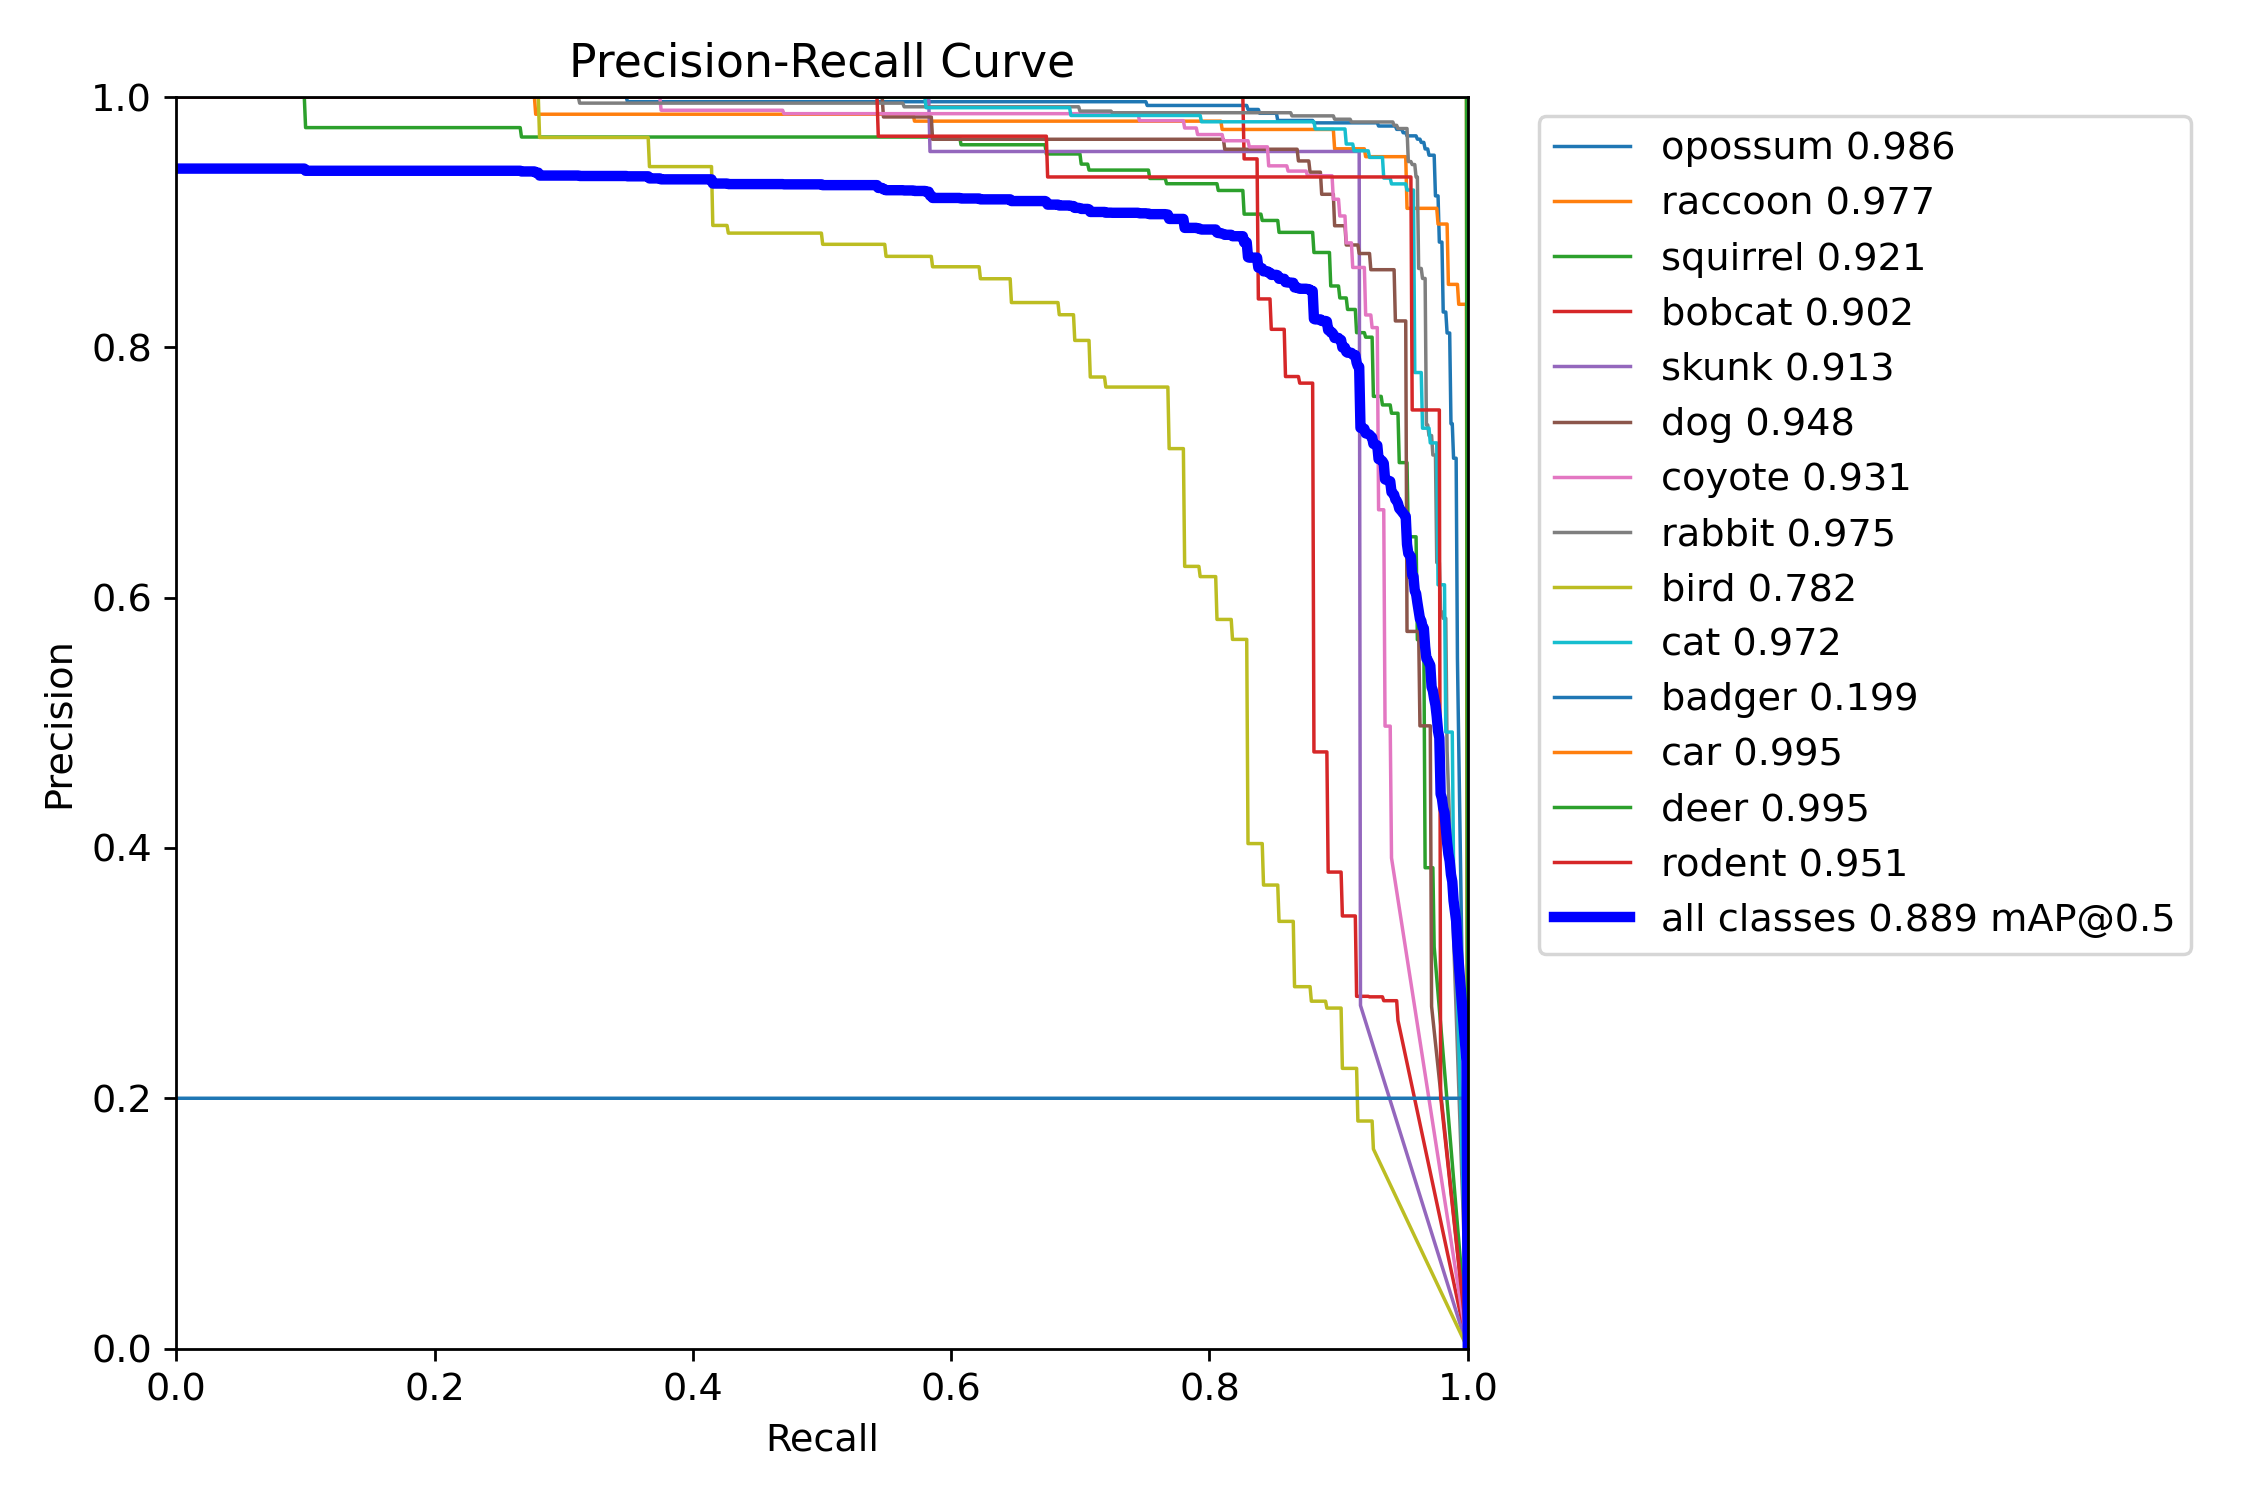 Precision-Recall Curve
1.0
0.8
0.6
0.4
0.2
0.0
Precision
0.0 0.2 0.4 0.6 0.8 1.0
Recall
opossum 0.986
raccoon 0.977
squirrel 0.921
bobcat 0.902
skunk 0.913
dog 0.948
coyote 0.931
rabbit 0.975
bird 0.782
cat 0.972
badger 0.199
car 0.995
deer 0.995
rodent 0.951
all classes 0.889 mAP@0.5